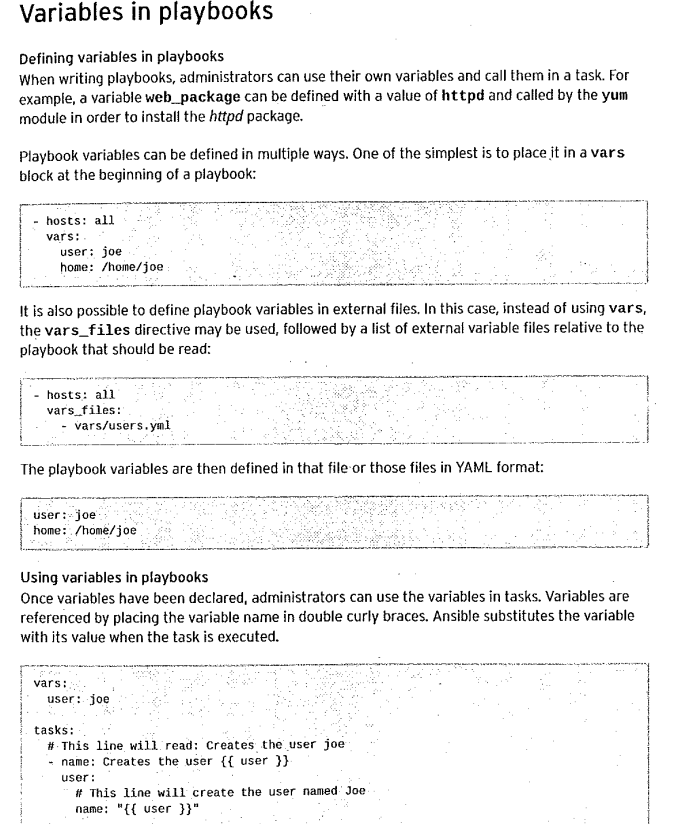 Variables in playbooks
Defining variables in playbooks
When writing playbooks, administrators can use their own variables and call them in a task. For
example, a variable web_package can be defined with a value of httpd and called by the yum
module in order to install the httpd package.
Playbook variables can be defined in multiple ways. One of the simplest is to place it in a vars
block at the beginning of a playbook:
- hosts: all
  vars:
    user: joe
    home: /home/joe
It is also possible to define playbook variables in external files. In this case, instead of using vars,
the vars_files directive may be used, followed by a list of external variable files relative to the
playbook that should be read:
- hosts: all
  vars_files:
    - vars/users.yml
The playbook variables are then defined in that file or those files in YAML format:
user: joe
home: /home/joe
Using variables in playbooks
Once variables have been declared, administrators can use the variables in tasks. Variables are
referenced by placing the variable name in double curly braces. Ansible substitutes the variable
with its value when the task is executed.
vars:
  user: joe
tasks:
  # This line will read: Creates the user joe
  - name: Creates the user {{ user }}
    user:
      # This line will create the user named Joe
      name: "{{ user }}"